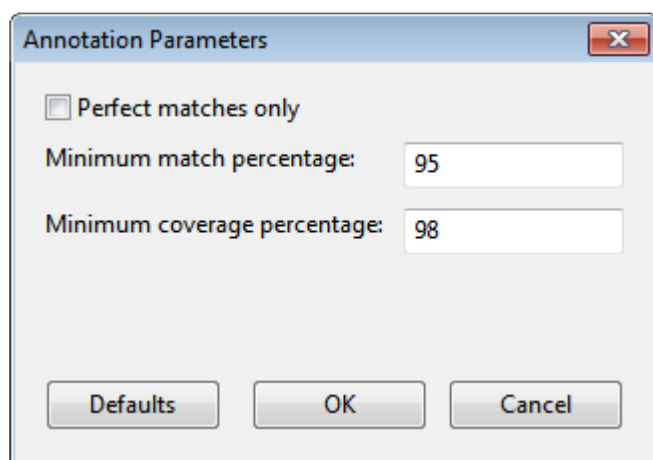 Annotation Parameters
Perfect matches only
Minimum match percentage: 95
Minimum coverage percentage: 98
Defaults OK Cancel